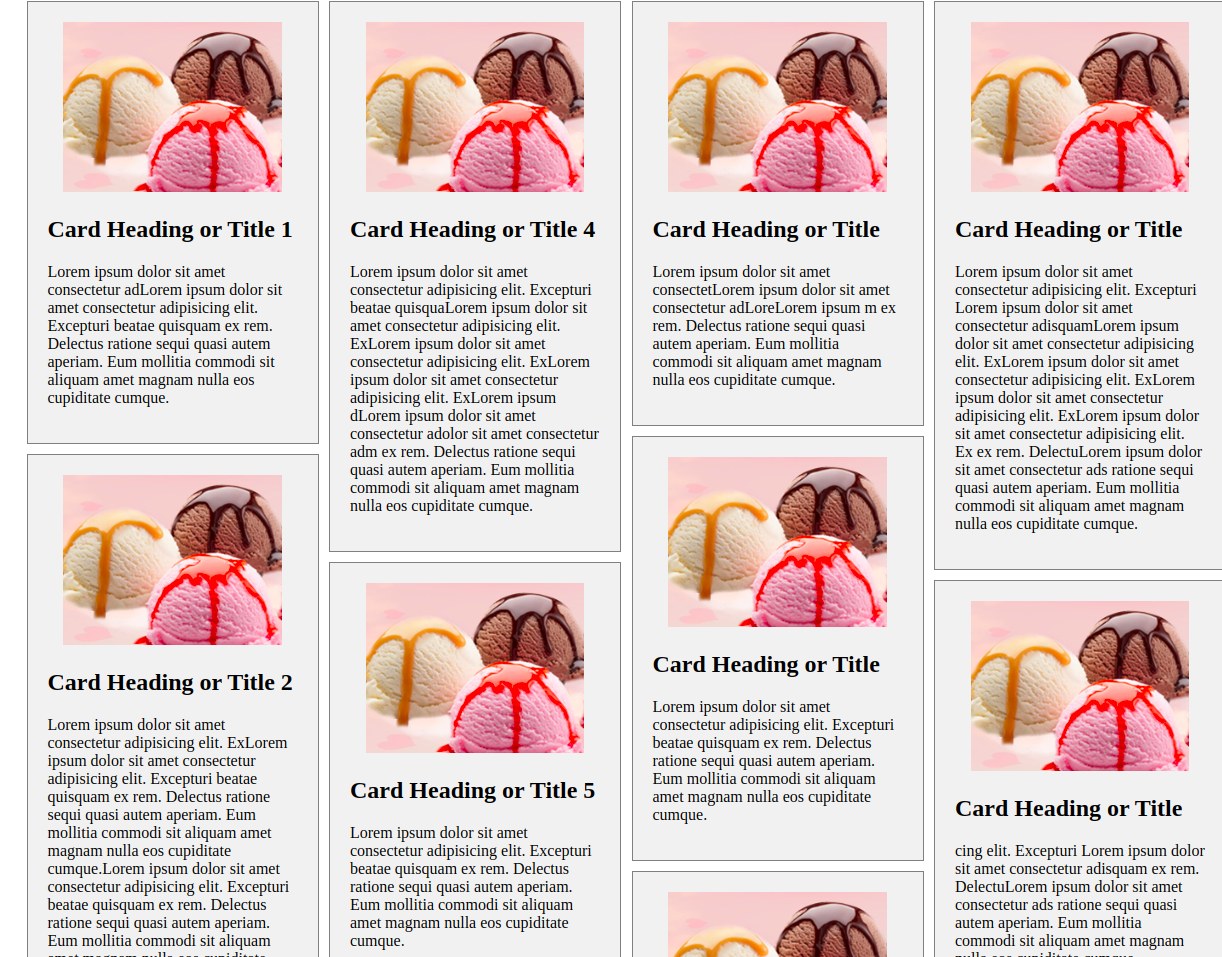 Card Heading or Title 1
Lorem ipsum dolor sit amet
consectetur adLorem ipsum dolor sit
amet consectetur adipisicing elit.
Excepturi beatae quisquam ex rem.
Delectus ratione sequi quasi autem
aperiam. Eum mollitia commodi sit
aliquam amet magnam nulla eos
cupiditate cumque.
Card Heading or Title 2
Lorem ipsum dolor sit amet
consectetur adipisicing elit. ExLorem
ipsum dolor sit amet consectetur
adipisicing elit. Excepturi beatae
quisquam ex rem. Delectus ratione
sequi quasi autem aperiam. Eum
mollitia commodi sit aliquam amet
magnam nulla eos cupiditate
cumque.Lorem ipsum dolor sit amet
consectetur adipisicing elit. Excepturi
beatae quisquam ex rem. Delectus
ratione sequi quasi autem aperiam.
Eum mollitia commodi sit aliquam
Card Heading or Title 4
Lorem ipsum dolor sit amet
consectetur adipisicing elit. Excepturi
beatae quisquaLorem ipsum dolor sit
amet consectetur adipisicing elit.
ExLorem ipsum dolor sit amet
consectetur adipisicing elit. ExLorem
ipsum dolor sit amet consectetur
adipisicing elit. ExLorem ipsum
dLorem ipsum dolor sit amet
consectetur adolor sit amet consectetur
adm ex rem. Delectus ratione sequi
quasi autem aperiam. Eum mollitia
commodi sit aliquam amet magnam
nulla eos cupiditate cumque.
Card Heading or Title 5
Lorem ipsum dolor sit amet
consectetur adipisicing elit. Excepturi
beatae quisquam ex rem. Delectus
ratione sequi quasi autem aperiam.
Eum mollitia commodi sit aliquam
amet magnam nulla eos cupiditate
cumque.
Card Heading or Title
Lorem ipsum dolor sit amet
consectetLorem ipsum dolor sit amet
consectetur adLoreLorem ipsum m ex
rem. Delectus ratione sequi quasi
autem aperiam. Eum mollitia
commodi sit aliquam amet magnam
nulla eos cupiditate cumque.
Card Heading or Title
Lorem ipsum dolor sit amet
consectetur adipisicing elit. Excepturi
beatae quisquam ex rem. Delectus
ratione sequi quasi autem aperiam.
Eum mollitia commodi sit aliquam
amet magnam nulla eos cupiditate
cumque.
Card Heading or Title
Lorem ipsum dolor sit amet
consectetur adipisicing elit. Excepturi
Lorem ipsum dolor sit amet
consectetur adisquamLorem ipsum
dolor sit amet consectetur adipisicing
elit. ExLorem ipsum dolor sit amet
consectetur adipisicing elit. ExLorem
ipsum dolor sit amet consectetur
adipisicing elit. ExLorem ipsum dolor
sit amet consectetur adipisicing elit.
Ex ex rem. DelectuLorem ipsum dolor
sit amet consectetur ads ratione sequi
quasi autem aperiam. Eum mollitia
commodi sit aliquam amet magnam
nulla eos cupiditate cumque.
Card Heading or Title
cing elit. Excepturi Lorem ipsum dolor
sit amet consectetur adisquam ex rem.
DelectuLorem ipsum dolor sit amet
consectetur ads ratione sequi quasi
autem aperiam. Eum mollitia
commodi sit aliquam amet magnam